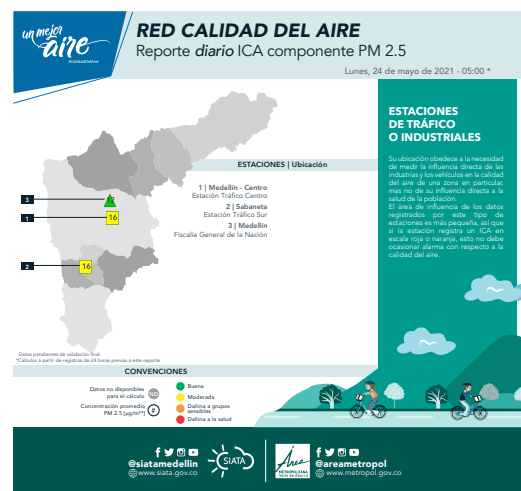 un mejor
aire
#CalidadDelAire
RED CALIDAD DEL AIRE
Reporte diario ICA componente PM 2.5
Lunes, 24 de mayo de 2021 - 05:00 *
ESTACIONES | Ubicación
1 | Medellín - Centro
Estación Tráfico Centro
2 | Sabaneta
Estación Tráfico Sur
3 | Medellín
Fiscalía General de la Nación
3
1
16
2
16
ESTACIONES
DE TRÁFICO
O INDUSTRIALES
Su ubicación obedece a la necesidad
de medir la influencia directa de las
industrias y los vehículos en la calidad
del aire de una zona en particular,
mas no de su influencia directa a la
salud de la población.
El área de influencia de los datos
registrados por este tipo de
estaciones es más pequeña, así que
si la estación registra un ICA en
escala roja o naranja, esto no debe
ocasionar alarma con respecto a la
calidad del aire.
Datos pendientes de validación final.
*Cálculos a partir de registros de 24 horas previas a este reporte
CONVENCIONES
Datos no disponibles
para el cálculo
ND
Concentración promedio
PM 2.5 (µg/m³*)
#
Buena
Moderada
Dañina a grupos
sensibles
Dañina a la salud
@siatamedellin
www.siata.gov.co
SIATA
Área
METROPOLITANA
Valle de Aburrá
@areametropol
www.metropol.gov.co